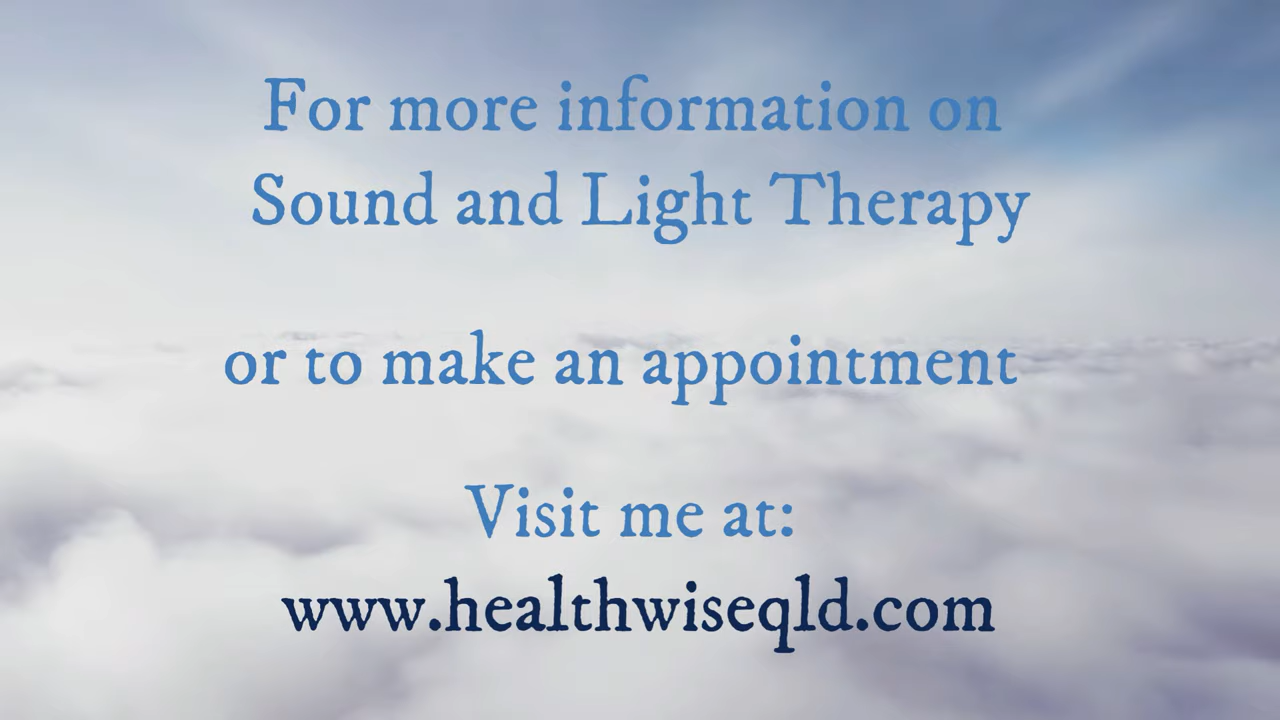 For more information on
Sound and Light Therapy
or to make an appointment
Visit me at:
www.healthwiseqld.com